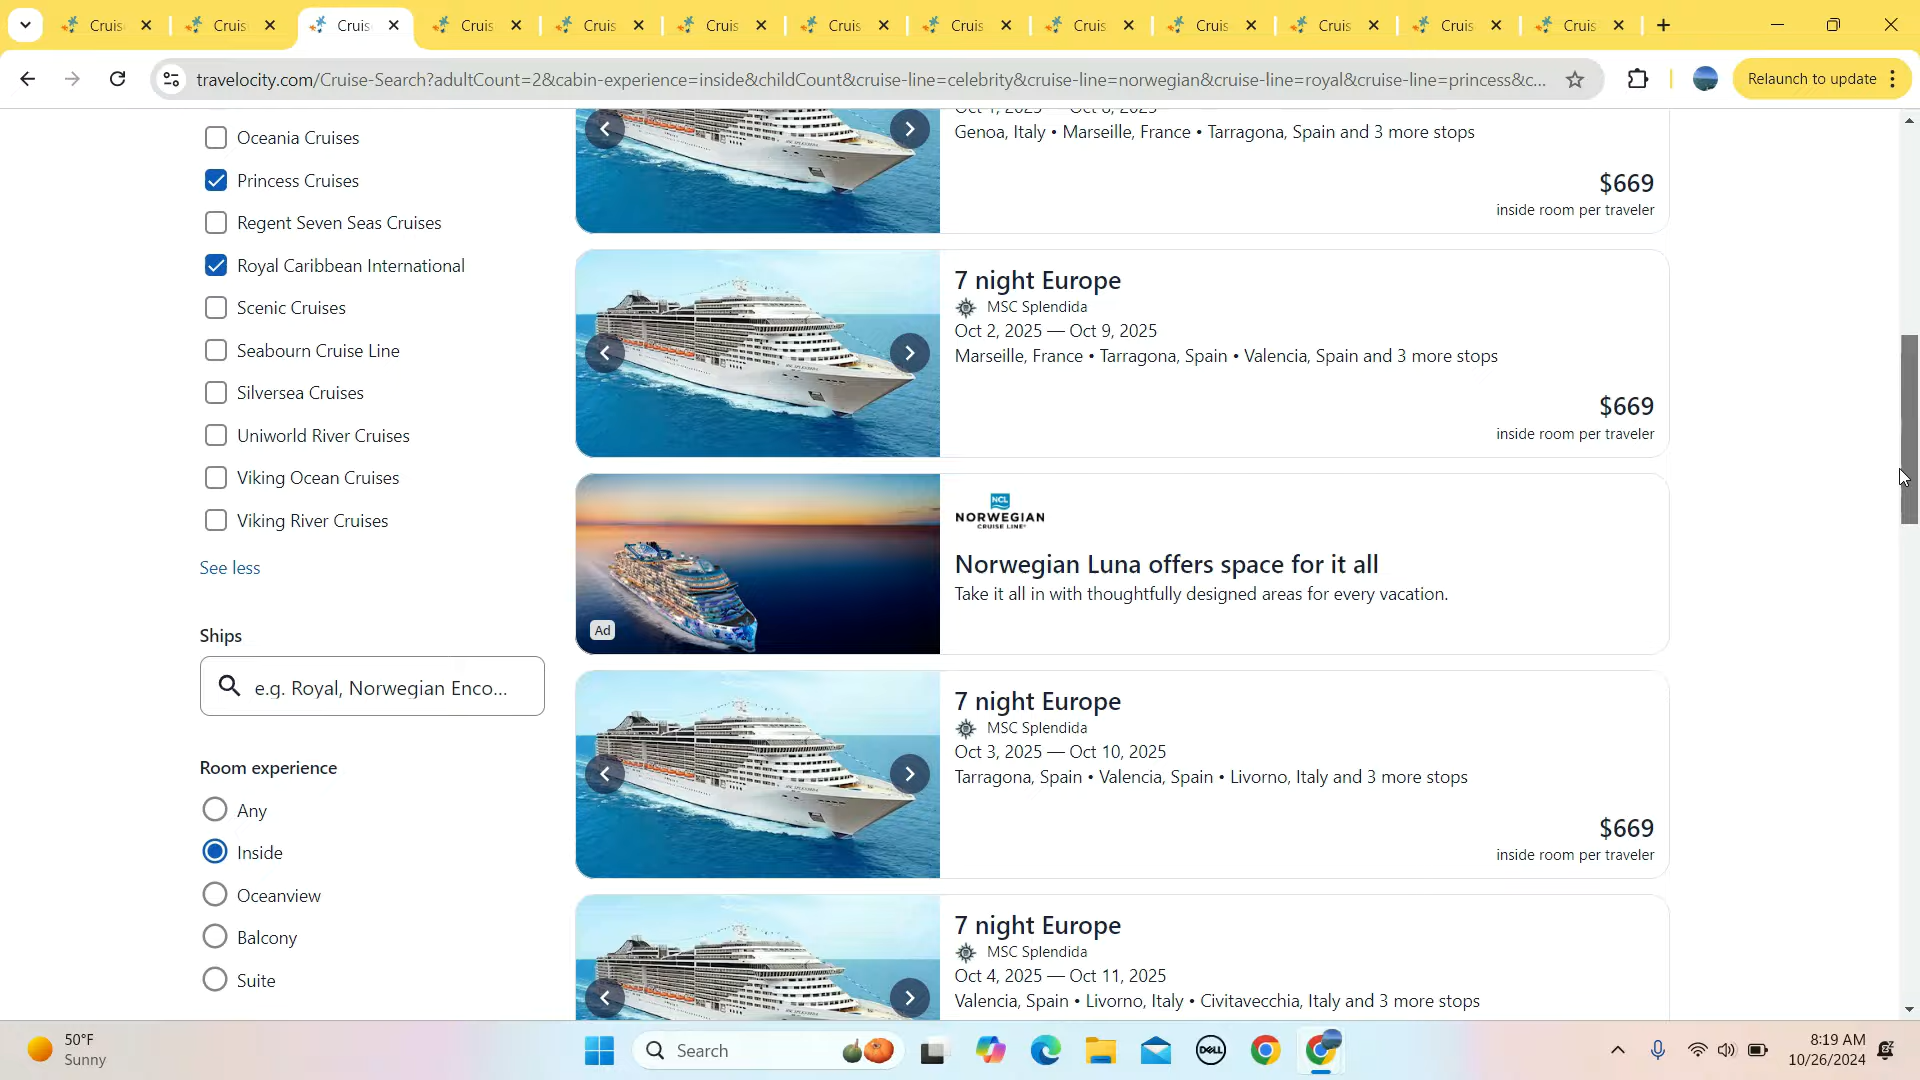 Cruis
Cruis
Cruis
Cruis
Cruis
Cruis
Cruis
Cruis
Cruis
Cruis
Cruis
Cruis
Cruis
travelocity.com/Cruise-Search?adultCount=2&cabin-experience=inside&childCount&cruise-line=celebrity&cruise-line=norwegian&cruise-line=royal&cruise-line=princess&c...
Relaunch to update
Oceania Cruises
Princess Cruises
Regent Seven Seas Cruises
Royal Caribbean International
Scenic Cruises
Seabourn Cruise Line
Silversea Cruises
Uniworld River Cruises
Viking Ocean Cruises
Viking River Cruises
See less
Ships
e.g. Royal, Norwegian Enco...
Room experience
Any
Inside
Oceanview
Balcony
Suite
Genoa, Italy • Marseille, France • Tarragona, Spain and 3 more stops
$669
inside room per traveler
7 night Europe
MSC Splendida
Oct 2, 2025 — Oct 9, 2025
Marseille, France • Tarragona, Spain • Valencia, Spain and 3 more stops
$669
inside room per traveler
NCL
NORWEGIAN
CRUISE LINE
Norwegian Luna offers space for it all
Take it all in with thoughtfully designed areas for every vacation.
Ad
7 night Europe
MSC Splendida
Oct 3, 2025 — Oct 10, 2025
Tarragona, Spain • Valencia, Spain • Livorno, Italy and 3 more stops
$669
inside room per traveler
7 night Europe
MSC Splendida
Oct 4, 2025 — Oct 11, 2025
Valencia, Spain • Livorno, Italy • Civitavecchia, Italy and 3 more stops
50°F
Sunny
Search
DELL
8:19 AM
10/26/2024